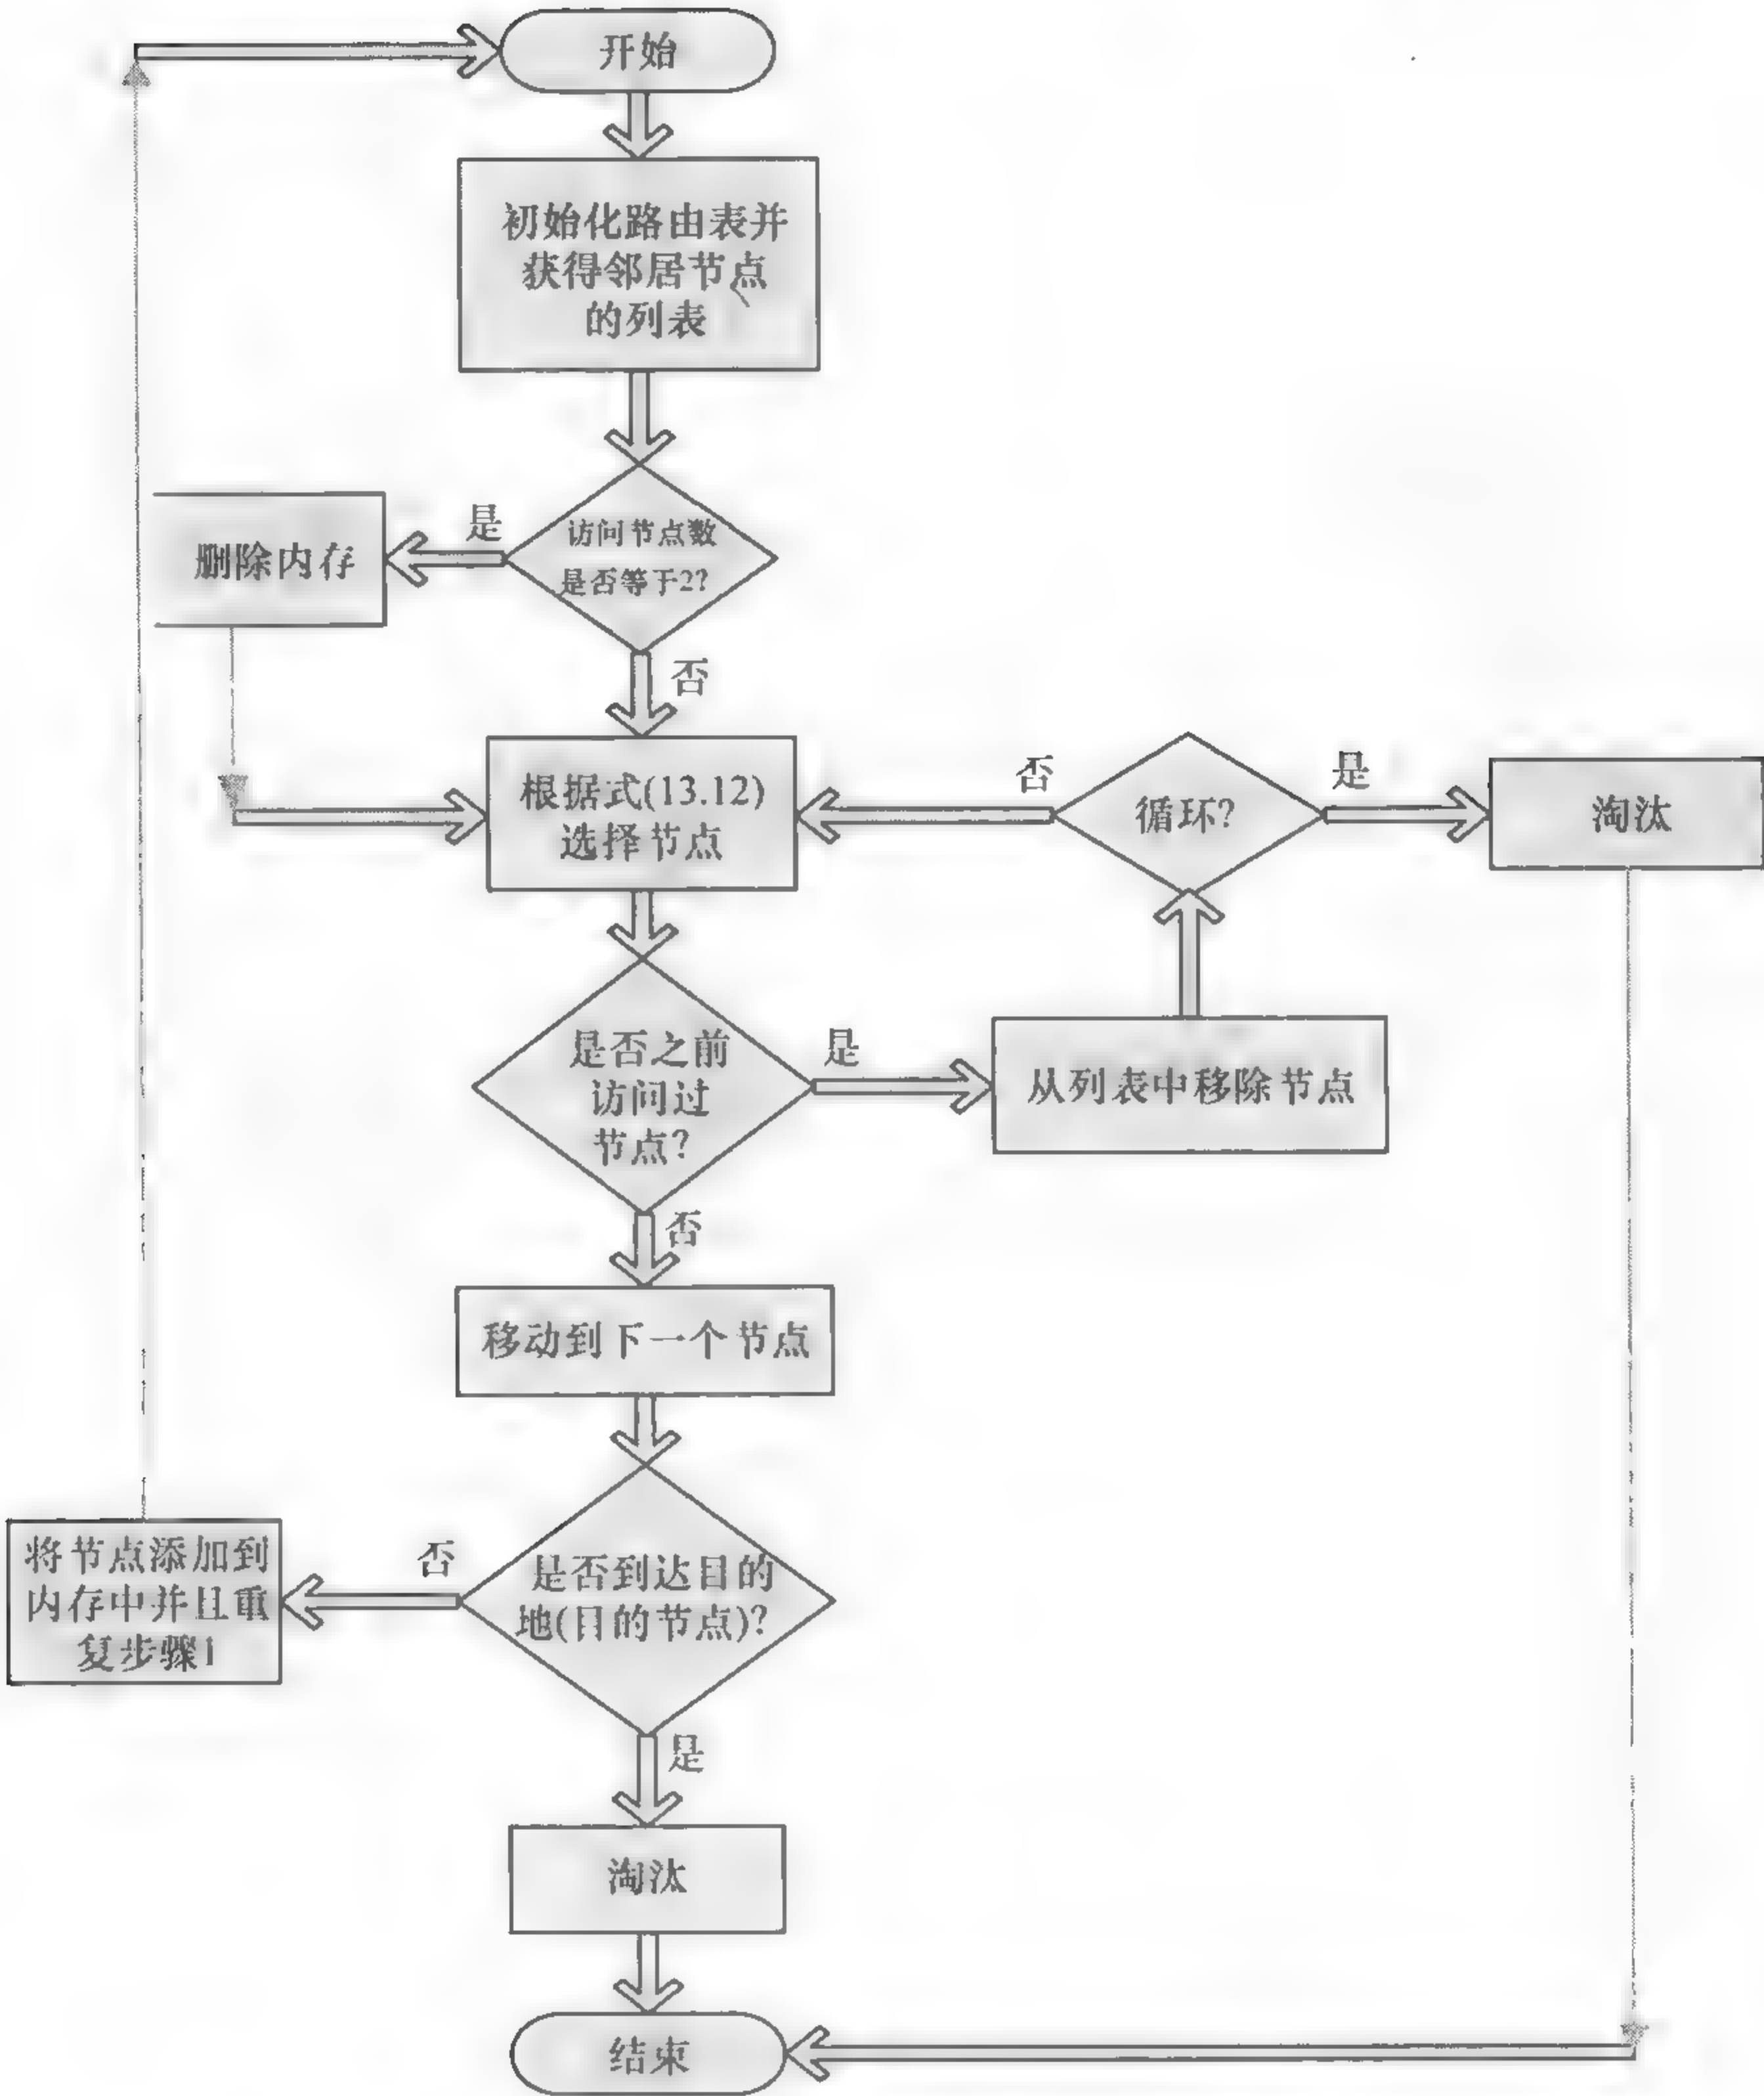 开始
初始化路由表并
获得邻居节点
的列表
是
访问节点数
是否等于2?
删除内存
否
根据式(13.12)
选择节点
否
循环?
是
淘汰
是否之前
访问过
节点?
是
从列表中移除节点
否
移动到下一个节点
是否到达目的
地(目的节点)?
否
将节点添加到
内存中并且重
复步骤1
是
淘汰
结束